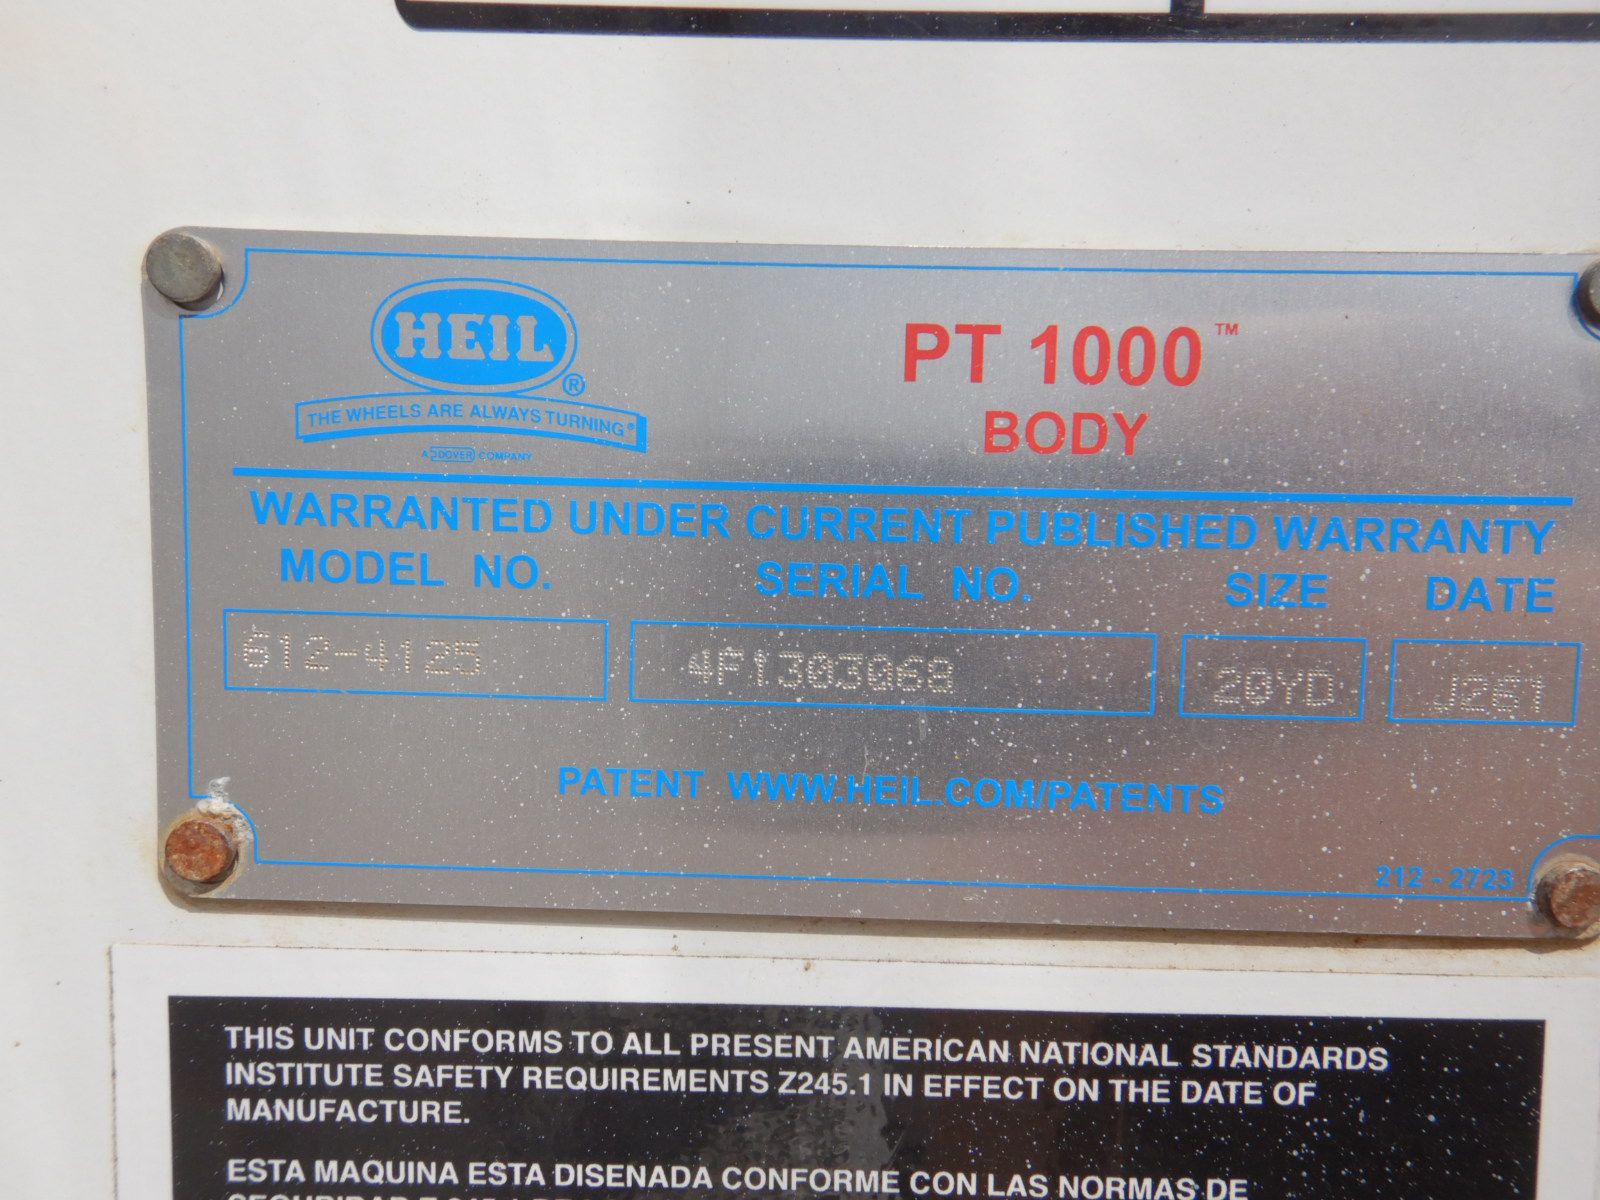 HEIL®
THE WHEELS ARE ALWAYS TURNING®
A DOVER COMPANY
PT 1000™
BODY
WARRANTED UNDER CURRENT PUBLISHED WARRANTY
MODEL NO. SERIAL NO. SIZE DATE
612-4125 4F1303068 20YD J261
PATENT WWW.HEIL.COM/PATENTS
212 - 2723
THIS UNIT CONFORMS TO ALL PRESENT AMERICAN NATIONAL STANDARDS
INSTITUTE SAFETY REQUIREMENTS Z245.1 IN EFFECT ON THE DATE OF
MANUFACTURE.
ESTA MAQUINA ESTA DISENADA CONFORME CON LAS NORMAS DE